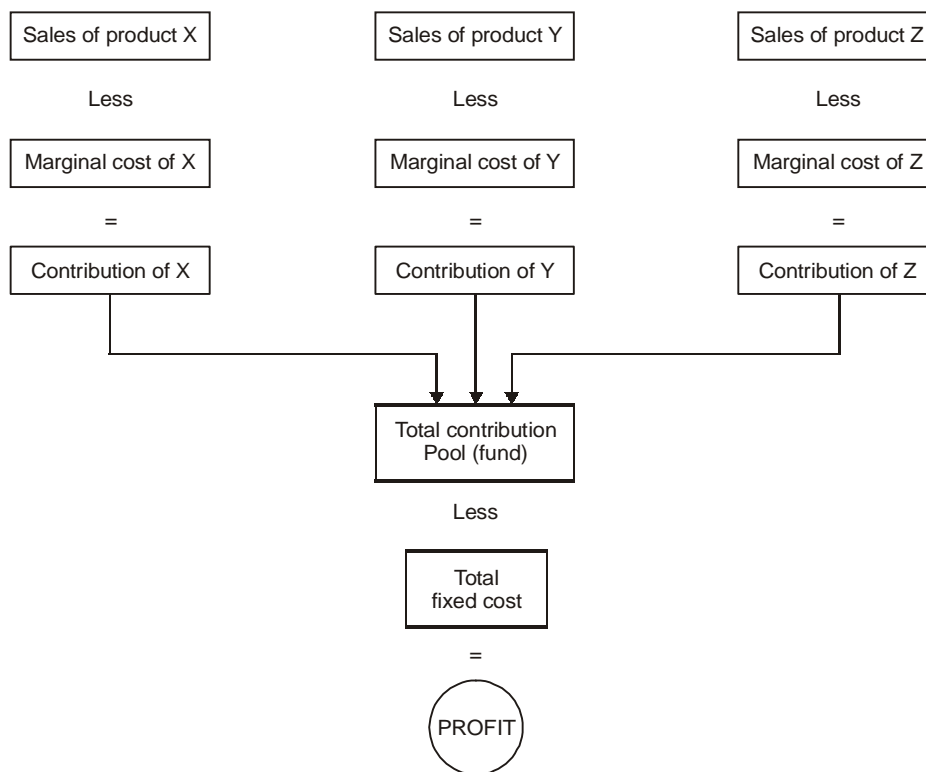 Sales of product X
Sales of product Y
Sales of product Z
Less
Less
Less
Marginal cost of X
Marginal cost of Y
Marginal cost of Z
=
=
=
Contribution of X
Contribution of Y
Contribution of Z
Total contribution
Pool (fund)
Less
Total
fixed cost
=
PROFIT